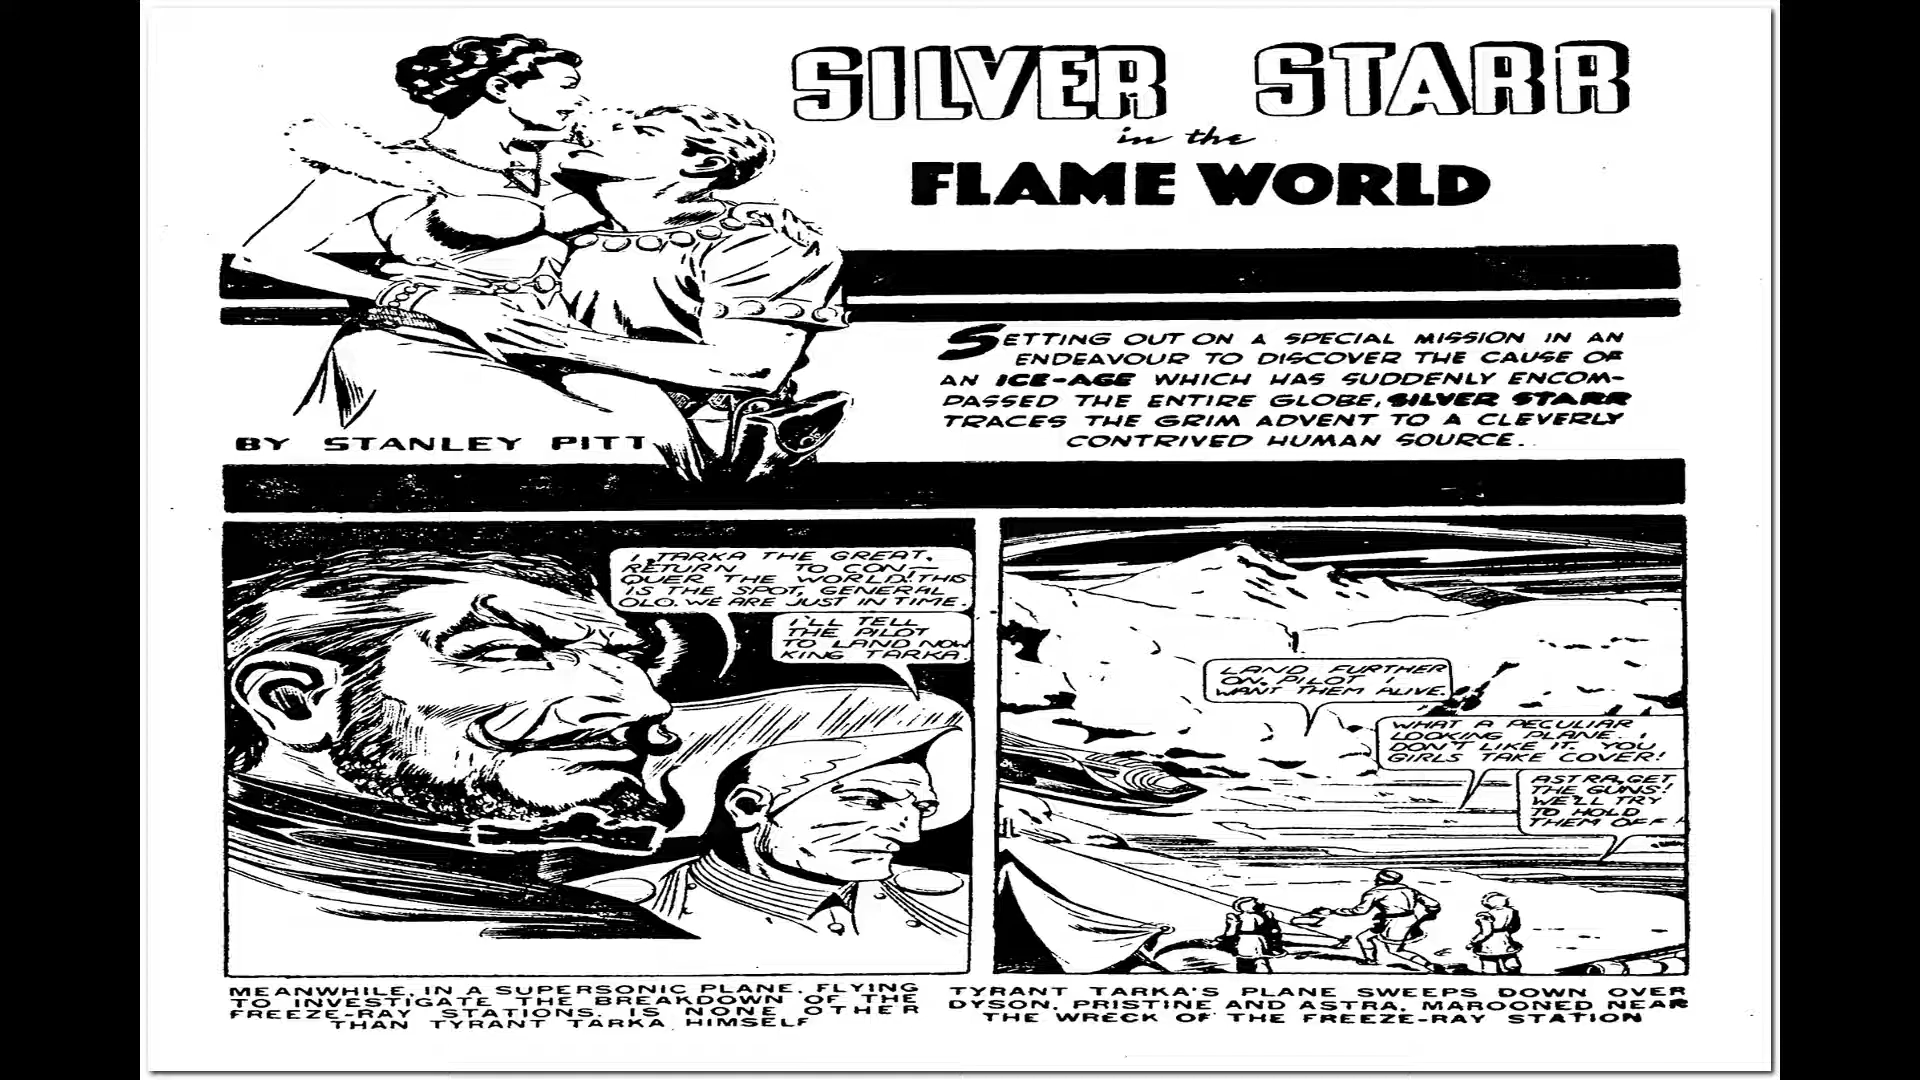 SILVER STARR
in the
FLAME WORLD
SETTING OUT ON A SPECIAL MISSION IN AN
ENDEAVOUR TO DISCOVER THE CAUSE OF
AN ICE-AGE WHICH HAS SUDDENLY ENCOM-
PASSED THE ENTIRE GLOBE, SILVER STARR
TRACES THE GRIM ADVENT TO A CLEVERLY
CONTRIVED HUMAN SOURCE.
BY STANLEY PITT
I, TARKA THE GREAT,
RETURN TO CON-
QUER THE WORLD! THIS
IS THE SPOT, GENERAL
OLO. WE ARE JUST IN TIME.
I'LL TELL
THE PILOT
TO LAND NOW
KING TARKA.
MEANWHILE, IN A SUPERSONIC PLANE, FLYING
TO INVESTIGATE THE BREAKDOWN OF THE
FREEZE-RAY STATIONS, IS NONE OTHER
THAN TYRANT TARKA HIMSELF
LAND FURTHER
ON, PILOT I
WANT THEM ALIVE.
WHAT A PECULIAR
LOOKING PLANE. I
DON'T LIKE IT. YOU
GIRLS TAKE COVER!
ASTRA, GET
THE GUNS!
WE'LL TRY
TO HOLD
THEM OFF
TYRANT TARKA'S PLANE SWEEPS DOWN OVER
DYSON, PRISTINE AND ASTRA, MAROONED NEAR
THE WRECK OF THE FREEZE-RAY STATION